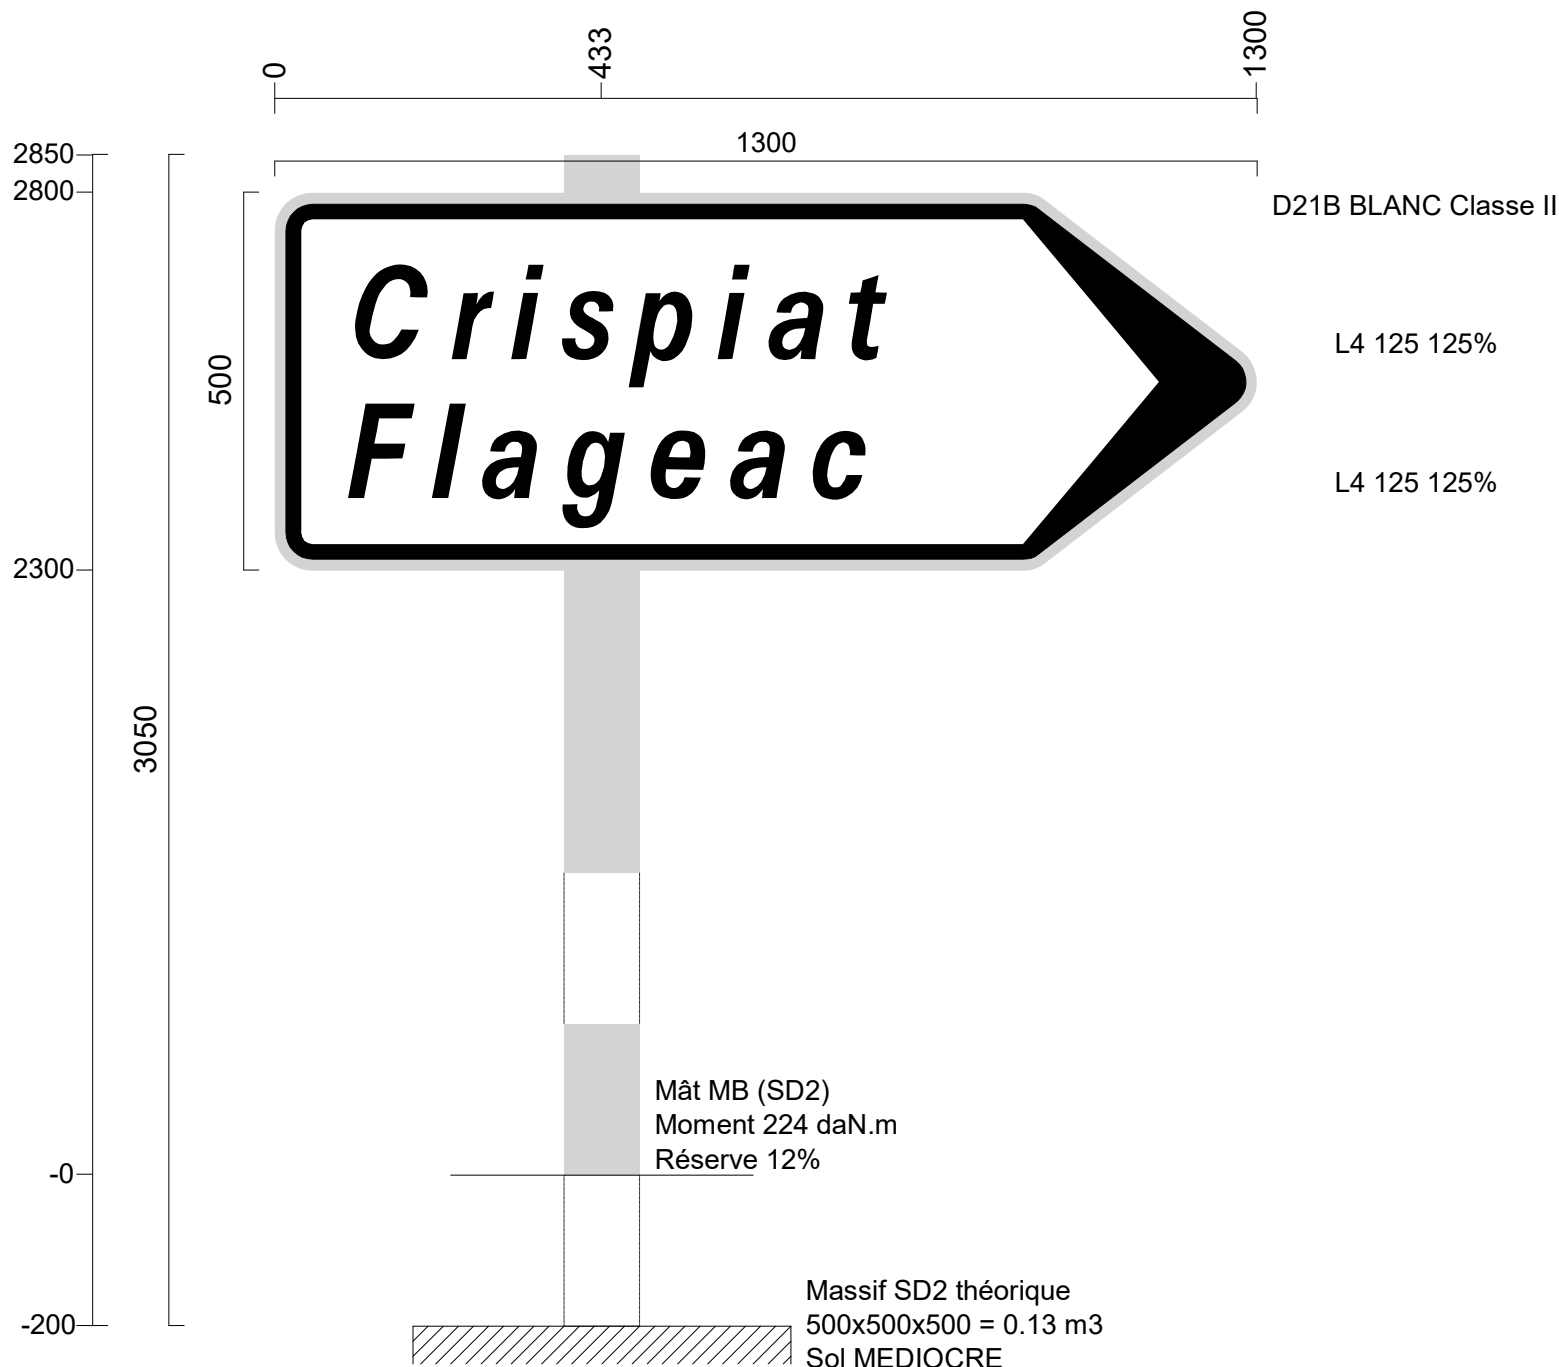 0
433
1300
1300
2850
2800
D21B BLANC Classe II
Crispiat
L4 125 125%
500
Flageac
L4 125 125%
2300
3050
Mât MB (SD2)
Moment 224 daN.m
Réserve 12%
-0
Massif SD2 théorique
500x500x500 = 0.13 m3
Sol MEDIOCRE
-200